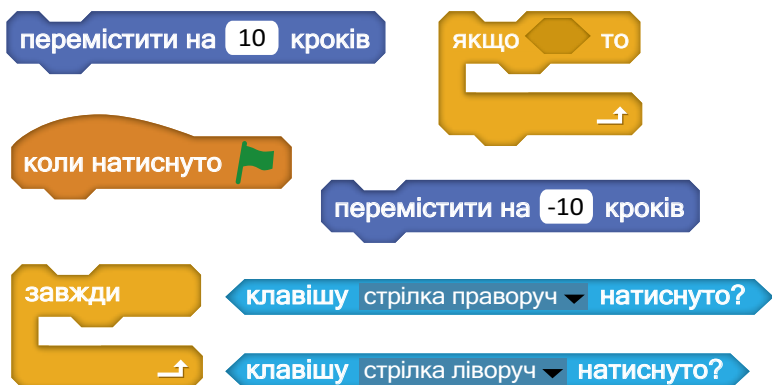 перемістити на 10 кроків
якщо то
коли натиснуто
перемістити на -10 кроків
завжди
клавішу стрілка праворуч натиснуто?
клавішу стрілка ліворуч натиснуто?